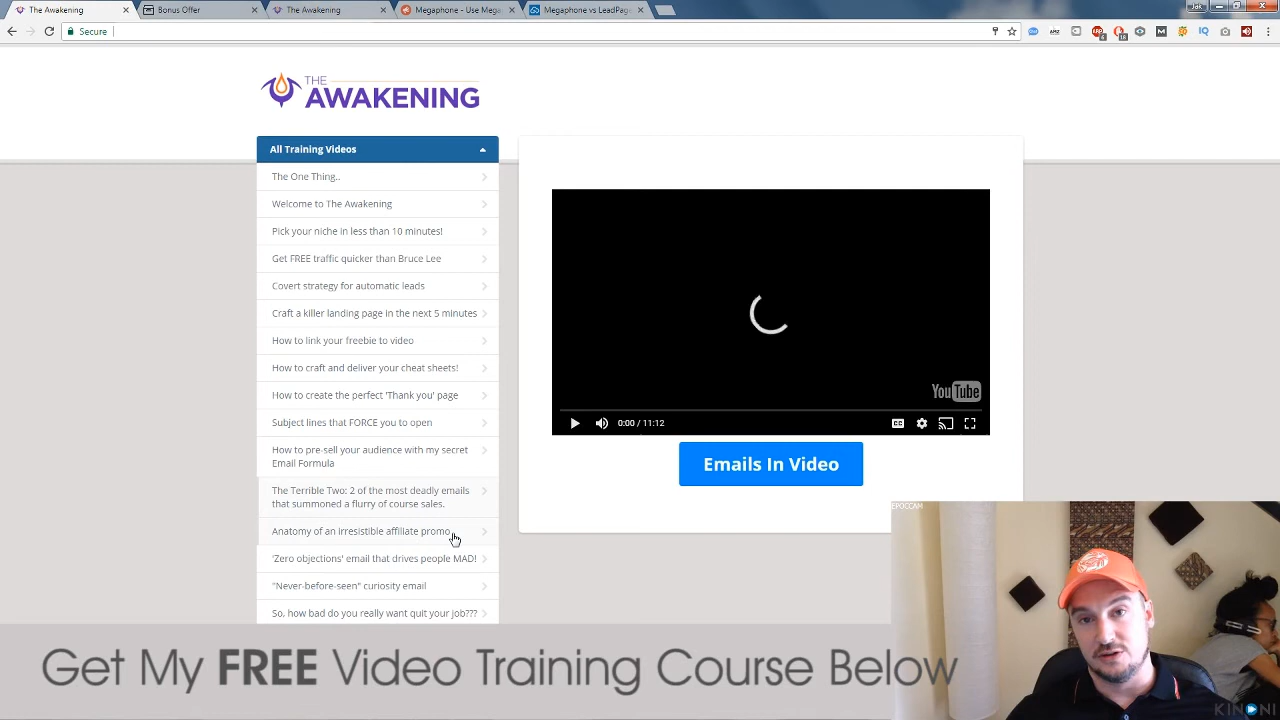 The Awakening
Bonus Offer
The Awakening
Megaphone - Use Mega
Megaphone vs LeadPage
Jak
Secure
THE
AWAKENING
All Training Videos
The One Thing..
Welcome to The Awakening
Pick your niche in less than 10 minutes!
Get FREE traffic quicker than Bruce Lee
Covert strategy for automatic leads
Craft a killer landing page in the next 5 minutes
How to link your freebie to video
How to craft and deliver your cheat sheets!
How to create the perfect 'Thank you' page
Subject lines that FORCE you to open
How to pre-sell your audience with my secret
Email Formula
The Terrible Two: 2 of the most deadly emails
that summoned a flurry of course sales.
Anatomy of an irresistible affiliate promo
'Zero objections' email that drives people MAD!
"Never-before-seen" curiosity email
So, how bad do you really want quit your job???
YouTube
0:00 / 11:12
Emails In Video
EPOCCAM
KINONI
Get My FREE Video Training Course Below